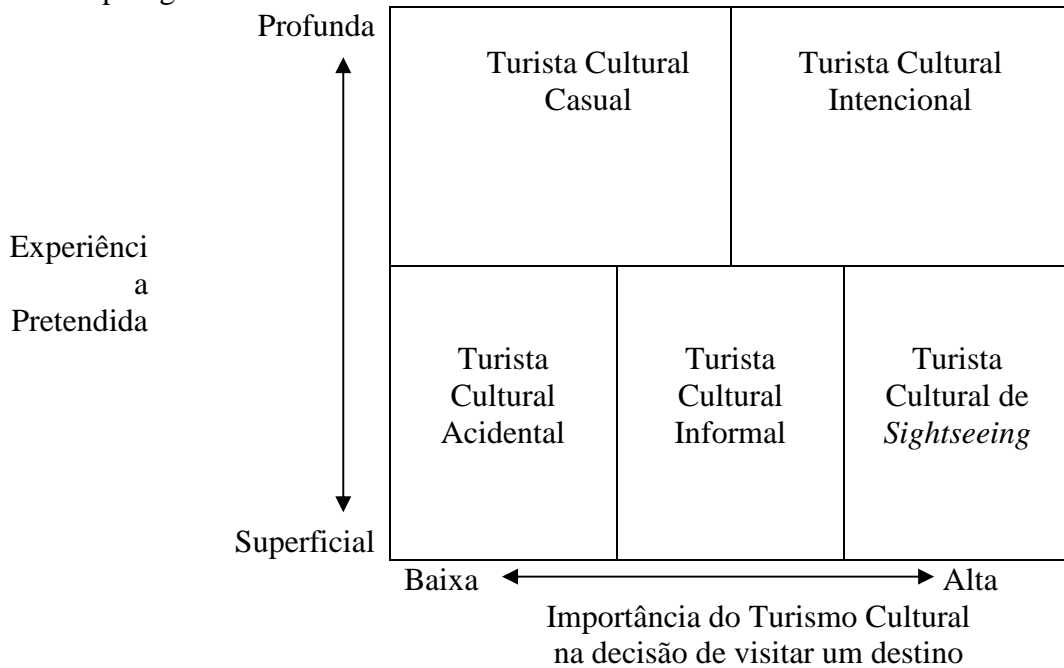 Profunda
Turista Cultural
Casual
Turista Cultural
Intencional
Experiênci
a
Pretendida
Turista
Cultural
Acidental
Turista
Cultural
Informal
Turista
Cultural de
Sightseeing
Superficial
Baixa
Alta
Importância do Turismo Cultural
na decisão de visitar um destino